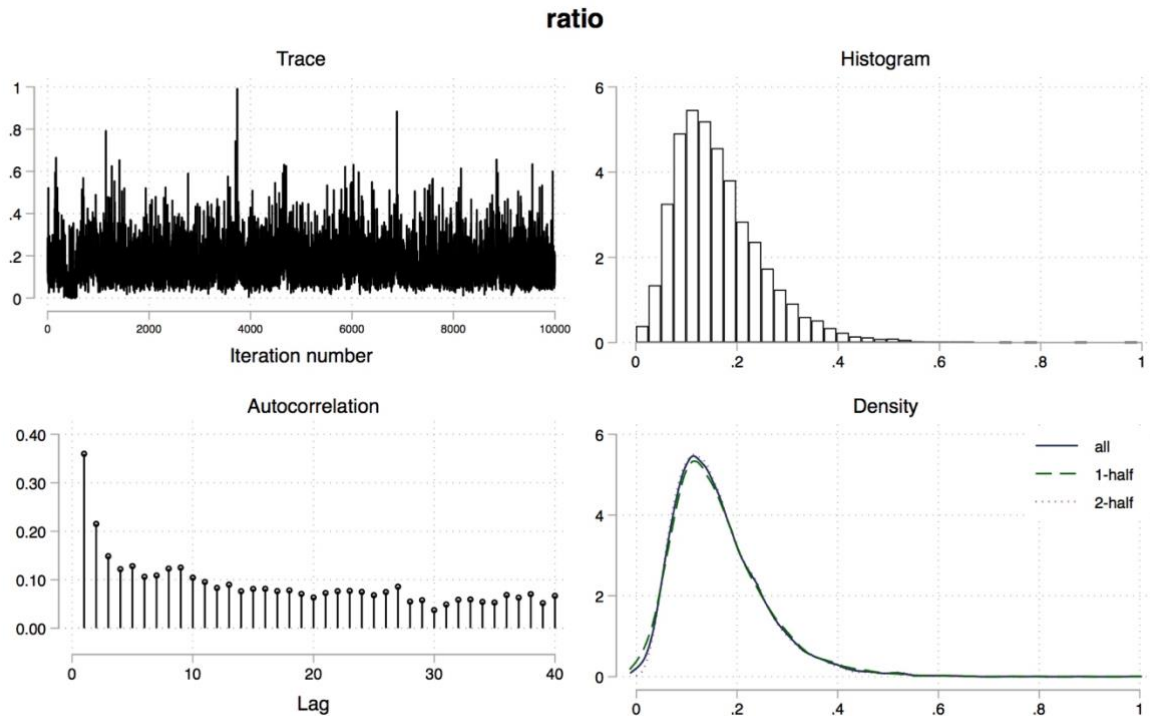 ratio
Trace
1
.8
.6
.4
.2
0
0 2000 4000 6000 8000 10000
Iteration number
Histogram
6
4
2
0
0 .2 .4 .6 .8 1
Autocorrelation
0.40
0.30
0.20
0.10
0.00
0 10 20 30 40
Lag
Density
6
4
2
0
0 .2 .4 .6 .8 1
all
1-half
2-half